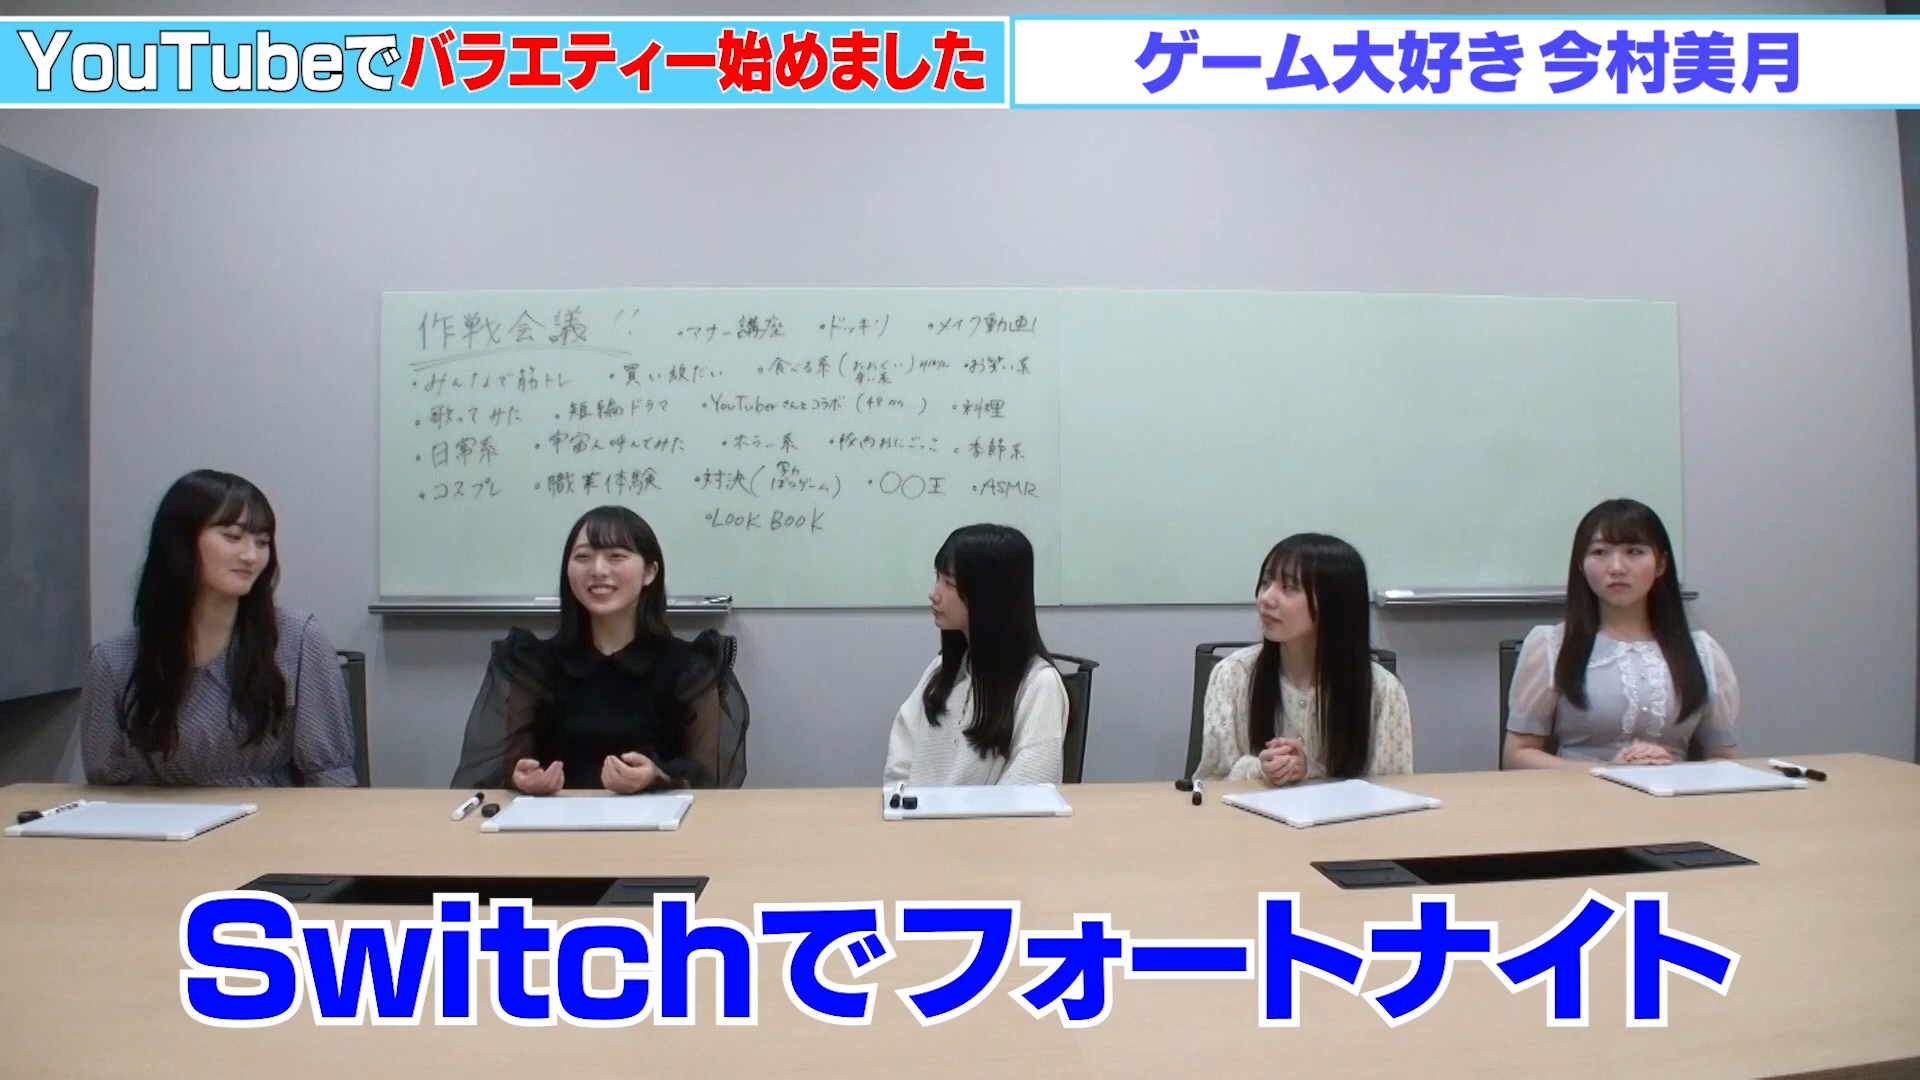 YouTubeでバラエティー始めました
ゲーム大好き 今村美月
作戦会議!! ・マナー講座 ・ドッキリ ・メイク動画
・みんなで筋トレ ・買い放だい ・食べる系 ・お笑い系
・歌ってみた ・短編ドラマ ・YouTuberさんとコラボ (48 ) ・料理
・日常系 ・宇宙人呼んでみた ・ホラー系 ・校内おにごっこ ・季節系
・コスプレ ・職業体験 ・対決( ゲーム) ・〇〇王 ・ASMR
・LOOK BOOK
Switchでフォートナイト